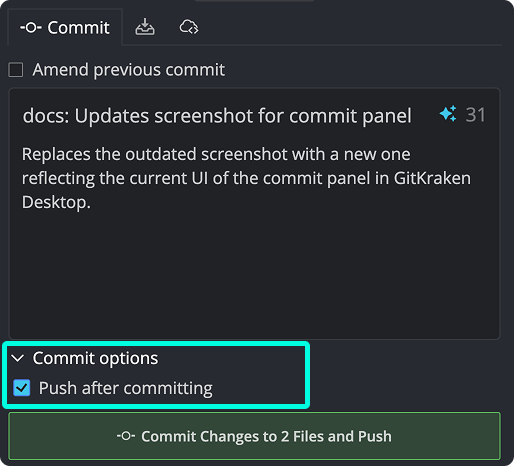 Commit
Amend previous commit
docs: Updates screenshot for commit panel 31
Replaces the outdated screenshot with a new one
reflecting the current UI of the commit panel in GitKraken
Desktop.
Commit options
Push after committing
Commit Changes to 2 Files and Push